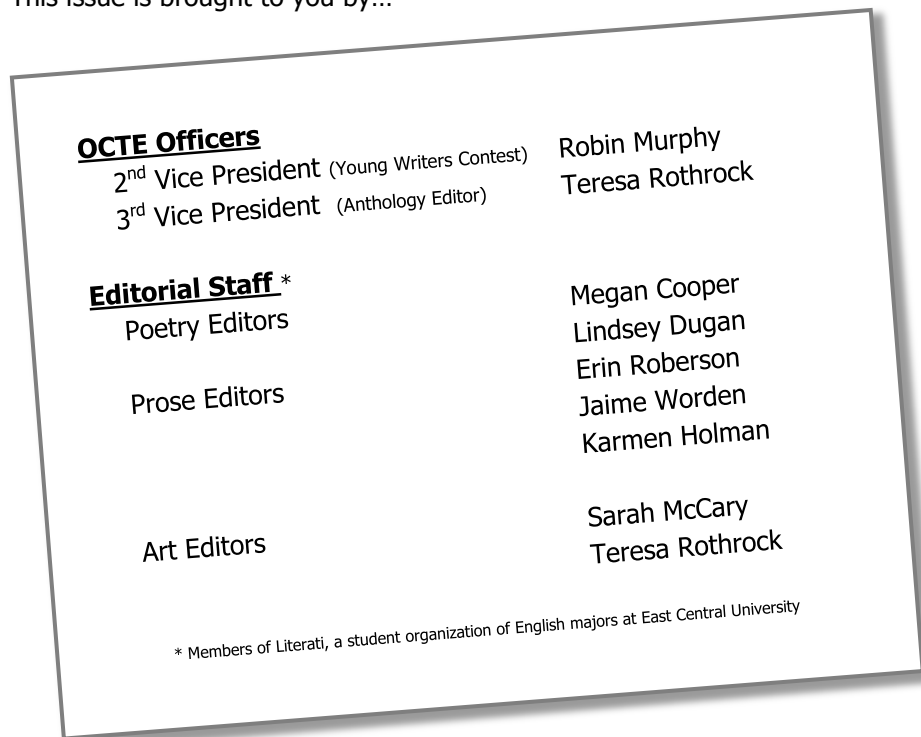 This issue is brought to you by…
OCTE Officers
2nd Vice President (Young Writers Contest) Robin Murphy
3rd Vice President (Anthology Editor) Teresa Rothrock
Editorial Staff *
Poetry Editors Megan Cooper
Lindsey Dugan
Erin Roberson
Prose Editors Jaime Worden
Karmen Holman
Art Editors Sarah McCary
Teresa Rothrock
* Members of Literati, a student organization of English majors at East Central University